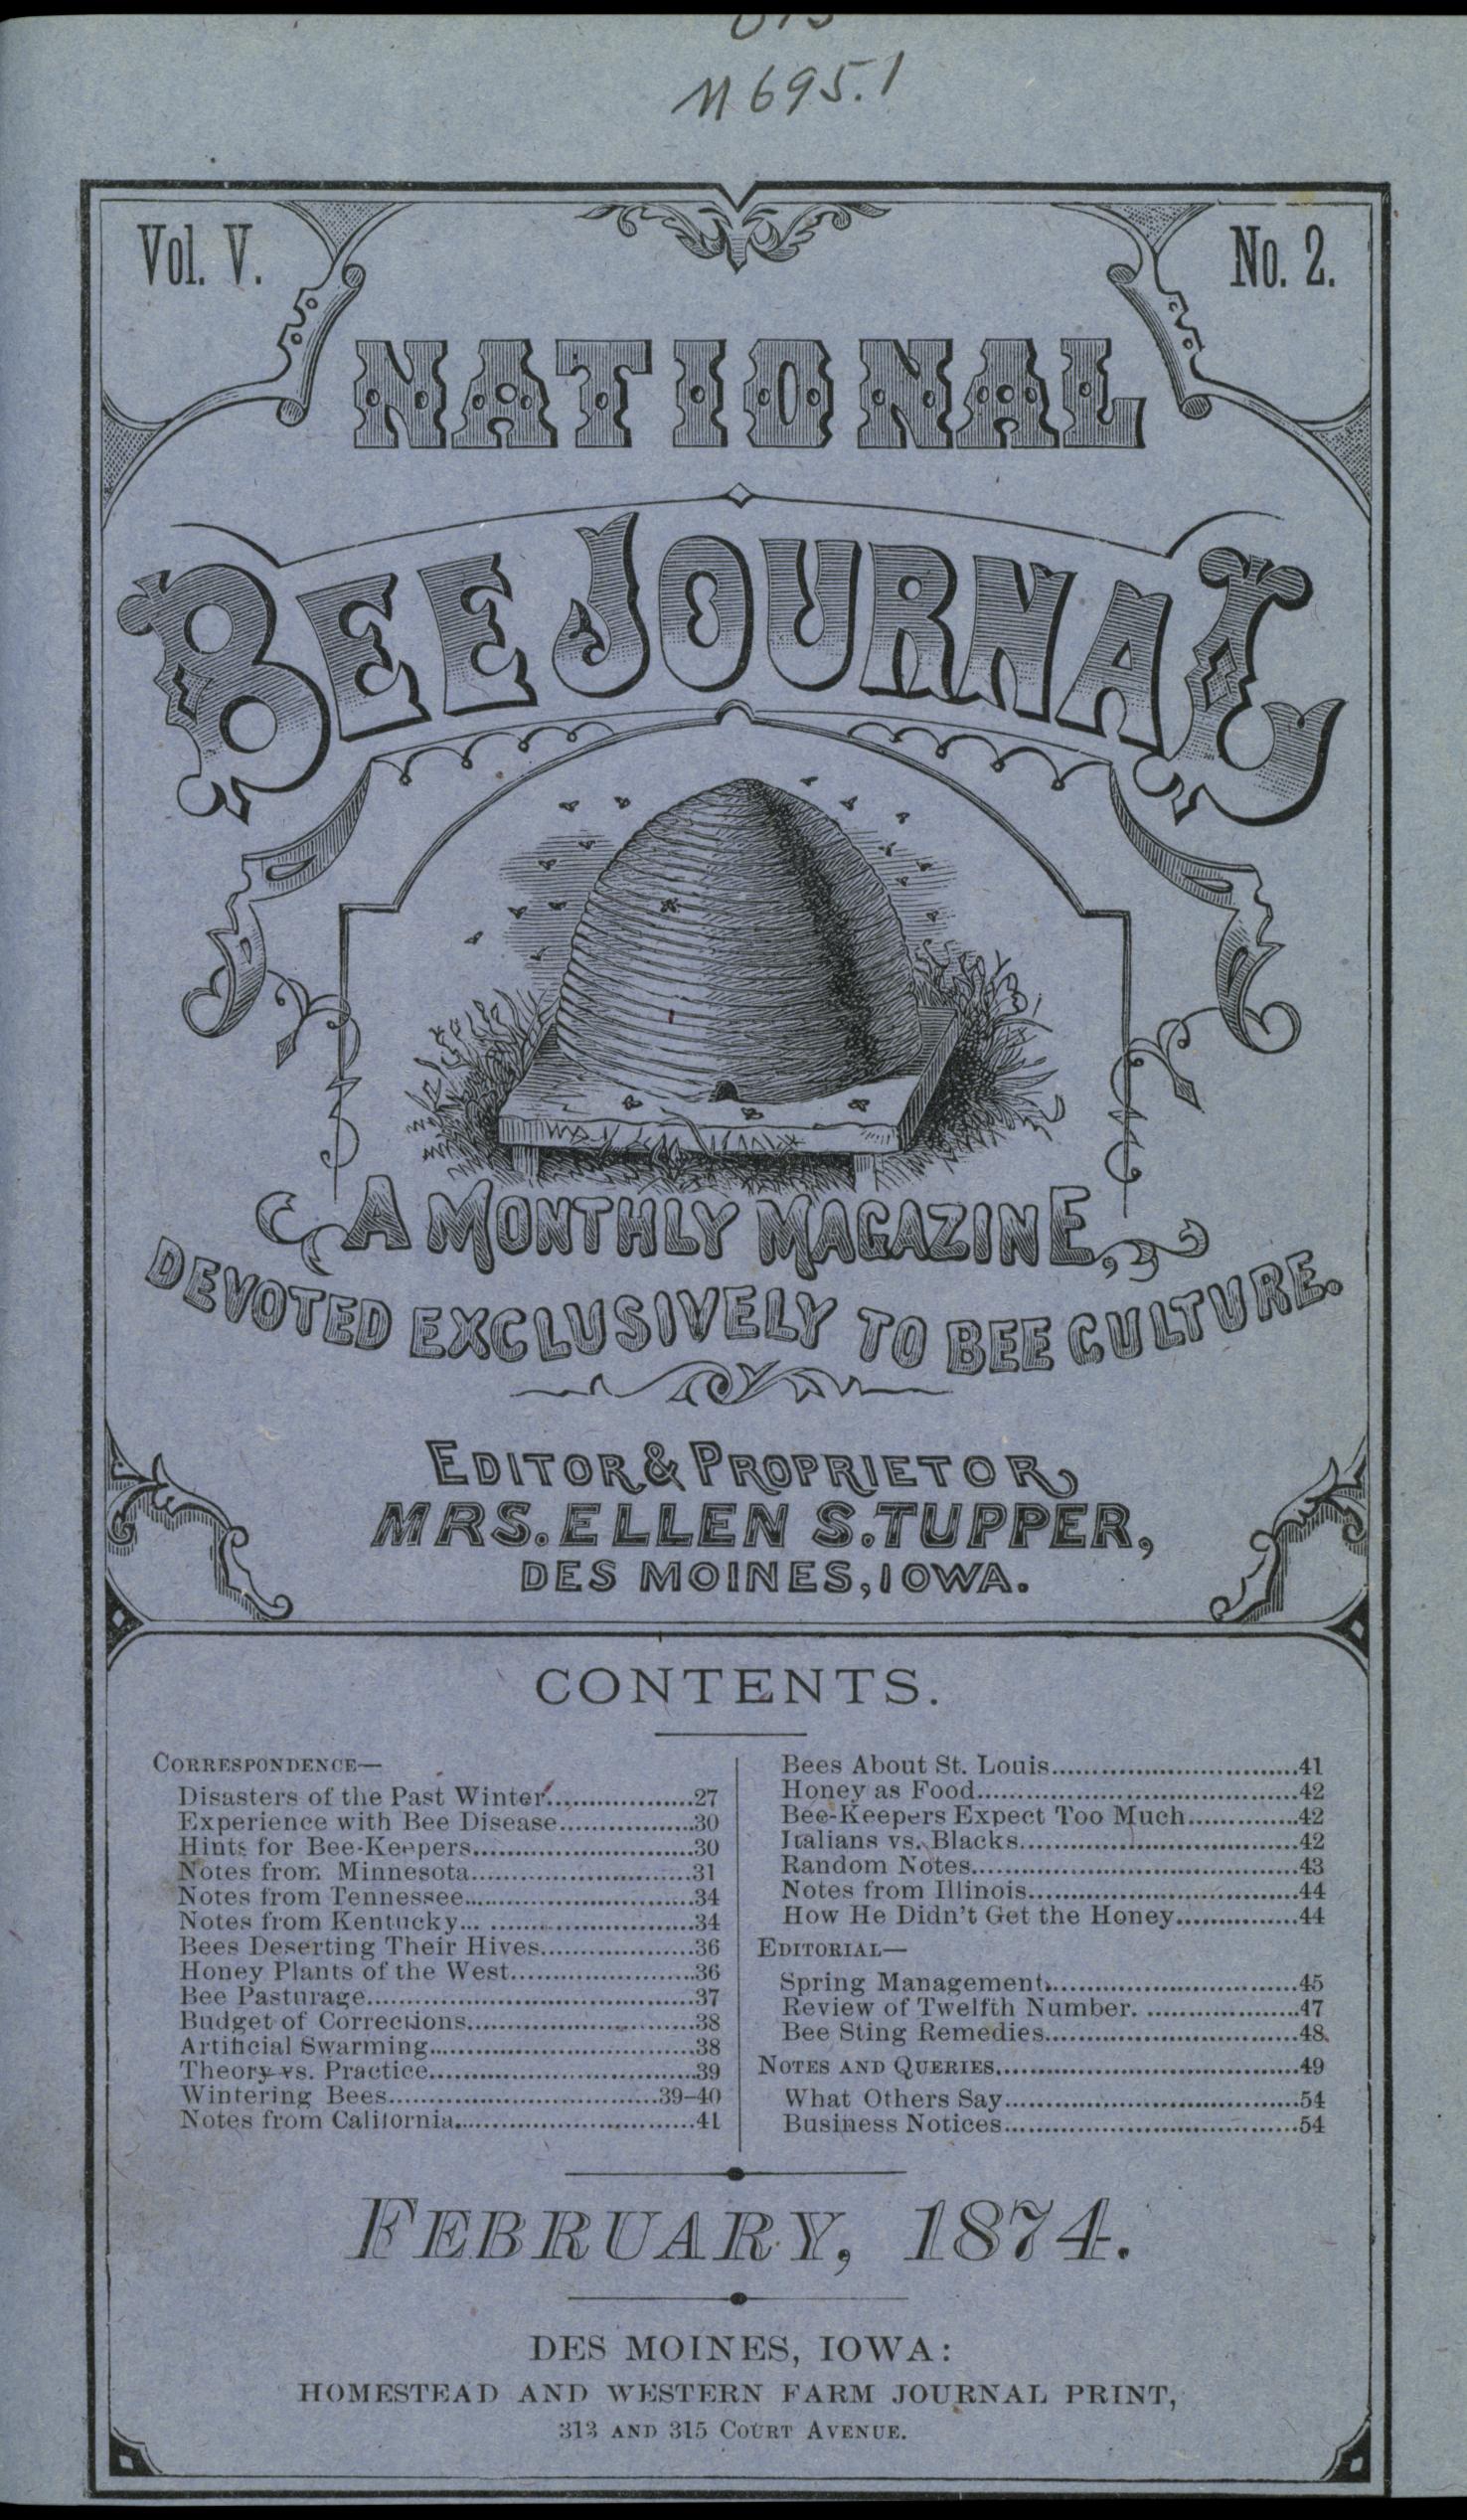 11695.1
Vol. V.
No. 2.
NATIONAL
BEE JOURNAL
A MONTHLY MAGAZINE,
DEVOTED EXCLUSIVELY TO BEE CULTURE.
EDITOR & PROPRIETOR,
MRS. ELLEN S. TUPPER,
DES MOINES, IOWA.
CONTENTS.
CORRESPONDENCE—
Disasters of the Past Winter..................27
Experience with Bee Disease.................30
Hints for Bee-Keepers............................30
Notes from Minnesota............................31
Notes from Tennessee............................34
Notes from Kentucky... ..........................34
Bees Deserting Their Hives....................36
Honey Plants of the West.......................36
Bee Pasturage.........................................37
Budget of Corrections............................38
Artificial Swarming.................................38
Theory vs. Practice.................................39
Wintering Bees..................................39-40
Notes from California..............................41
Bees About St. Louis...............................41
Honey as Food........................................42
Bee-Keepers Expect Too Much..............42
Italians vs. Blacks...................................42
Random Notes........................................43
Notes from Illinois..................................44
How He Didn't Get the Honey...............44
EDITORIAL—
Spring Management...............................45
Review of Twelfth Number. ...................47
Bee Sting Remedies................................48
NOTES AND QUERIES......................................49
What Others Say.....................................54
Business Notices.....................................54
FEBRUARY, 1874.
DES MOINES, IOWA:
HOMESTEAD AND WESTERN FARM JOURNAL PRINT,
313 AND 315 COURT AVENUE.